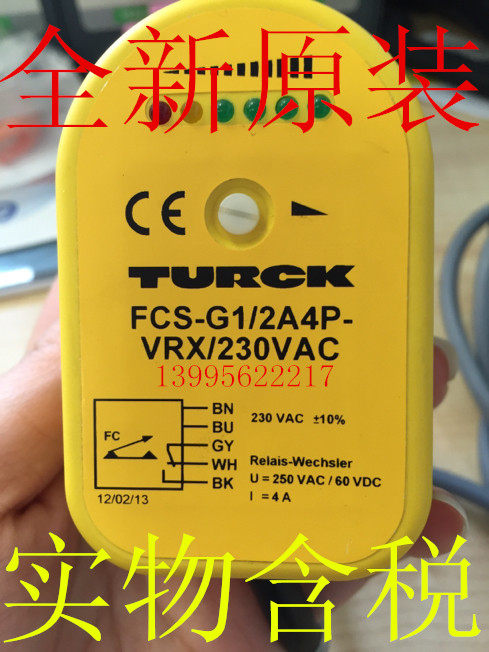 全新原装
CE
TURCK
FCS-G1/2A4P-
VRX/230VAC
13995622217
BN
BU
GY
WH
BK
FC
230 VAC ±10%
Relais-Wechsler
U = 250 VAC / 60 VDC
I = 4 A
12/02/13
实物含税